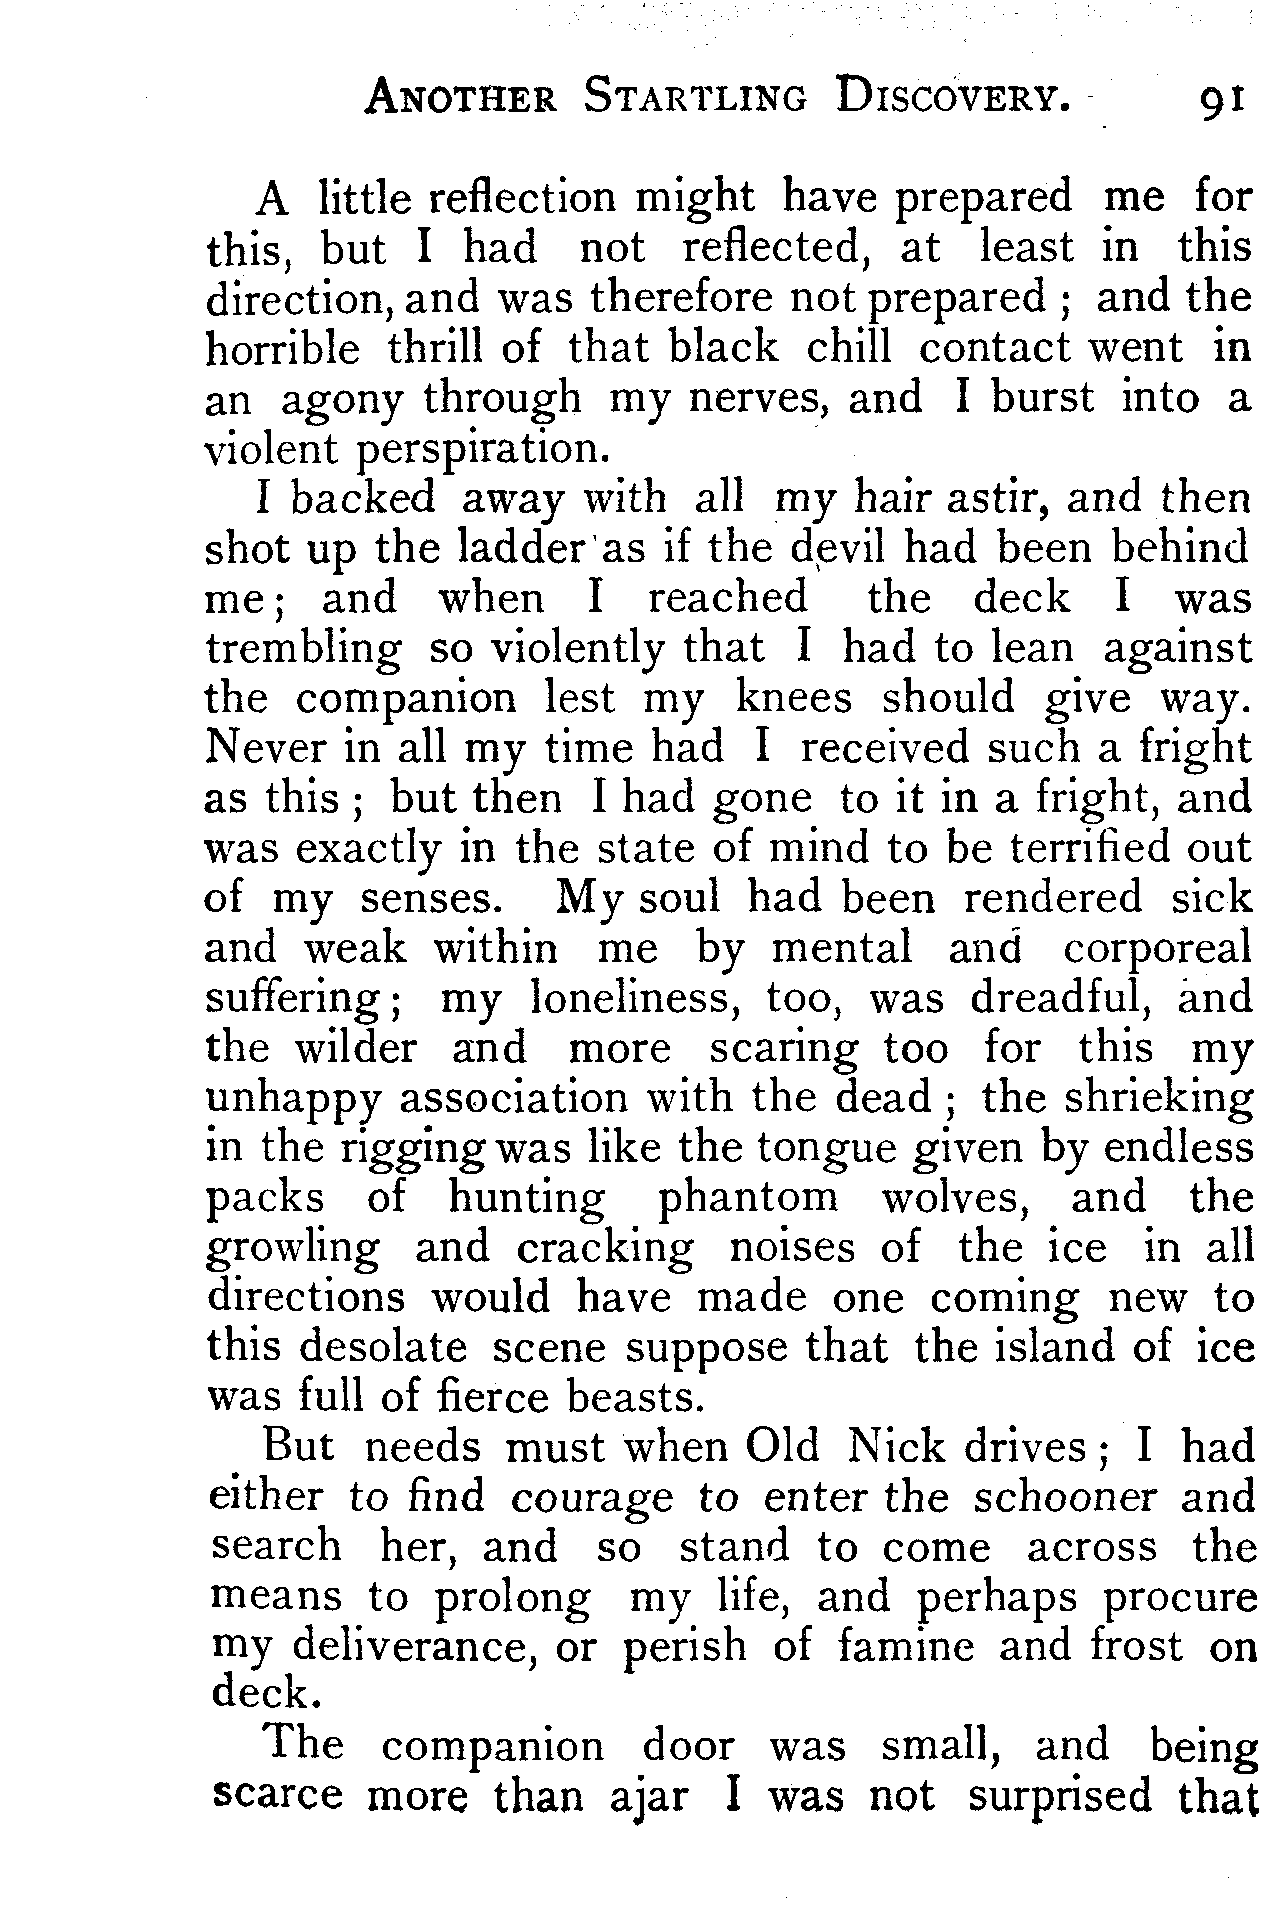 ANOTHER STARTLING DISCOVERY. 91
A little reflection might have prepared me for
this, but I had not reflected, at least in this
direction, and was therefore not prepared ; and the
horrible thrill of that black chill contact went in
an agony through my nerves, and I burst into a
violent perspiration.
I backed away with all my hair astir, and then
shot up the ladder as if the devil had been behind
me ; and when I reached the deck I was
trembling so violently that I had to lean against
the companion lest my knees should give way.
Never in all my time had I received such a fright
as this ; but then I had gone to it in a fright, and
was exactly in the state of mind to be terrified out
of my senses. My soul had been rendered sick
and weak within me by mental and corporeal
suffering ; my loneliness, too, was dreadful, and
the wilder and more scaring too for this my
unhappy association with the dead ; the shrieking
in the rigging was like the tongue given by endless
packs of hunting phantom wolves, and the
growling and cracking noises of the ice in all
directions would have made one coming new to
this desolate scene suppose that the island of ice
was full of fierce beasts.
But needs must when Old Nick drives ; I had
either to find courage to enter the schooner and
search her, and so stand to come across the
means to prolong my life, and perhaps procure
my deliverance, or perish of famine and frost on
deck.
The companion door was small, and being
scarce more than ajar I was not surprised that